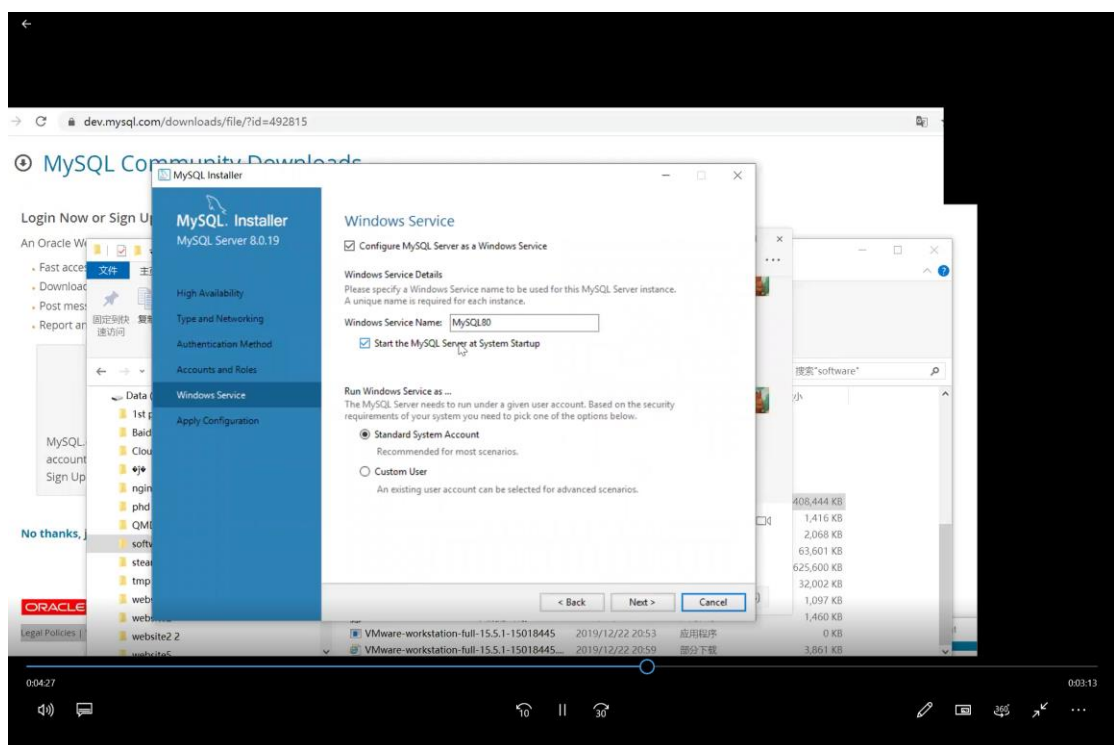 dev.mysql.com/downloads/file/?id=492815
MySQL Community Downloads
MySQL Installer
Login Now or Sign U
An Oracle W
Fast acce
Download
Post mes
Report an
文件
主
固定到快
速访问
MySQL. Installer
MySQL Server 8.0.19
High Availability
Type and Networking
Authentication Method
Accounts and Roles
Windows Service
Apply Configuration
Windows Service
Configure MySQL Server as a Windows Service
Windows Service Details
Please specify a Windows Service name to be used for this MySQL Server instance.
A unique name is required for each instance.
Windows Service Name: MySQL80
Start the MySQL Server at System Startup
Run Windows Service as ...
The MySQL Server needs to run under a given user account. Based on the security
requirements of your system you need to pick one of the options below.
Standard System Account
Recommended for most scenarios.
Custom User
An existing user account can be selected for advanced scenarios.
< Back Next > Cancel
搜索"software"
Data (
1st p
Baid
Clou
ngin
phd
QMD
softw
stear
tmp
web
web
website2 2
website5
MySQL
account
Sign Up
No thanks, j
ORACLE
Legal Policies |
408,444 KB
1,416 KB
2,068 KB
63,601 KB
625,600 KB
32,002 KB
1,097 KB
1,460 KB
VMware-workstation-full-15.5.1-15018445 2019/12/22 20:53 应用程序 0 KB
VMware-workstation-full-15.5.1-15018445... 2019/12/22 20:59 部分下载 3,861 KB
0:04:27
0:03:13
10
30
360